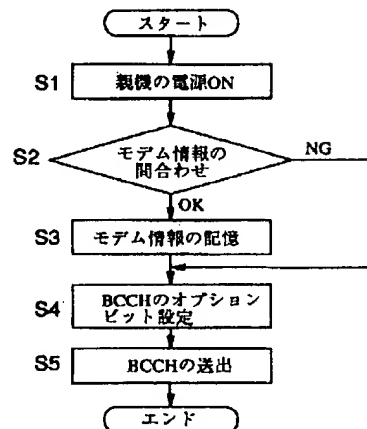 スタート
S1
親機の電源ON
S2
モデム情報の
問合わせ
NG
OK
S3
モデム情報の記憶
S4
BCCHのオプション
ビット設定
S5
BCCHの送出
エンド